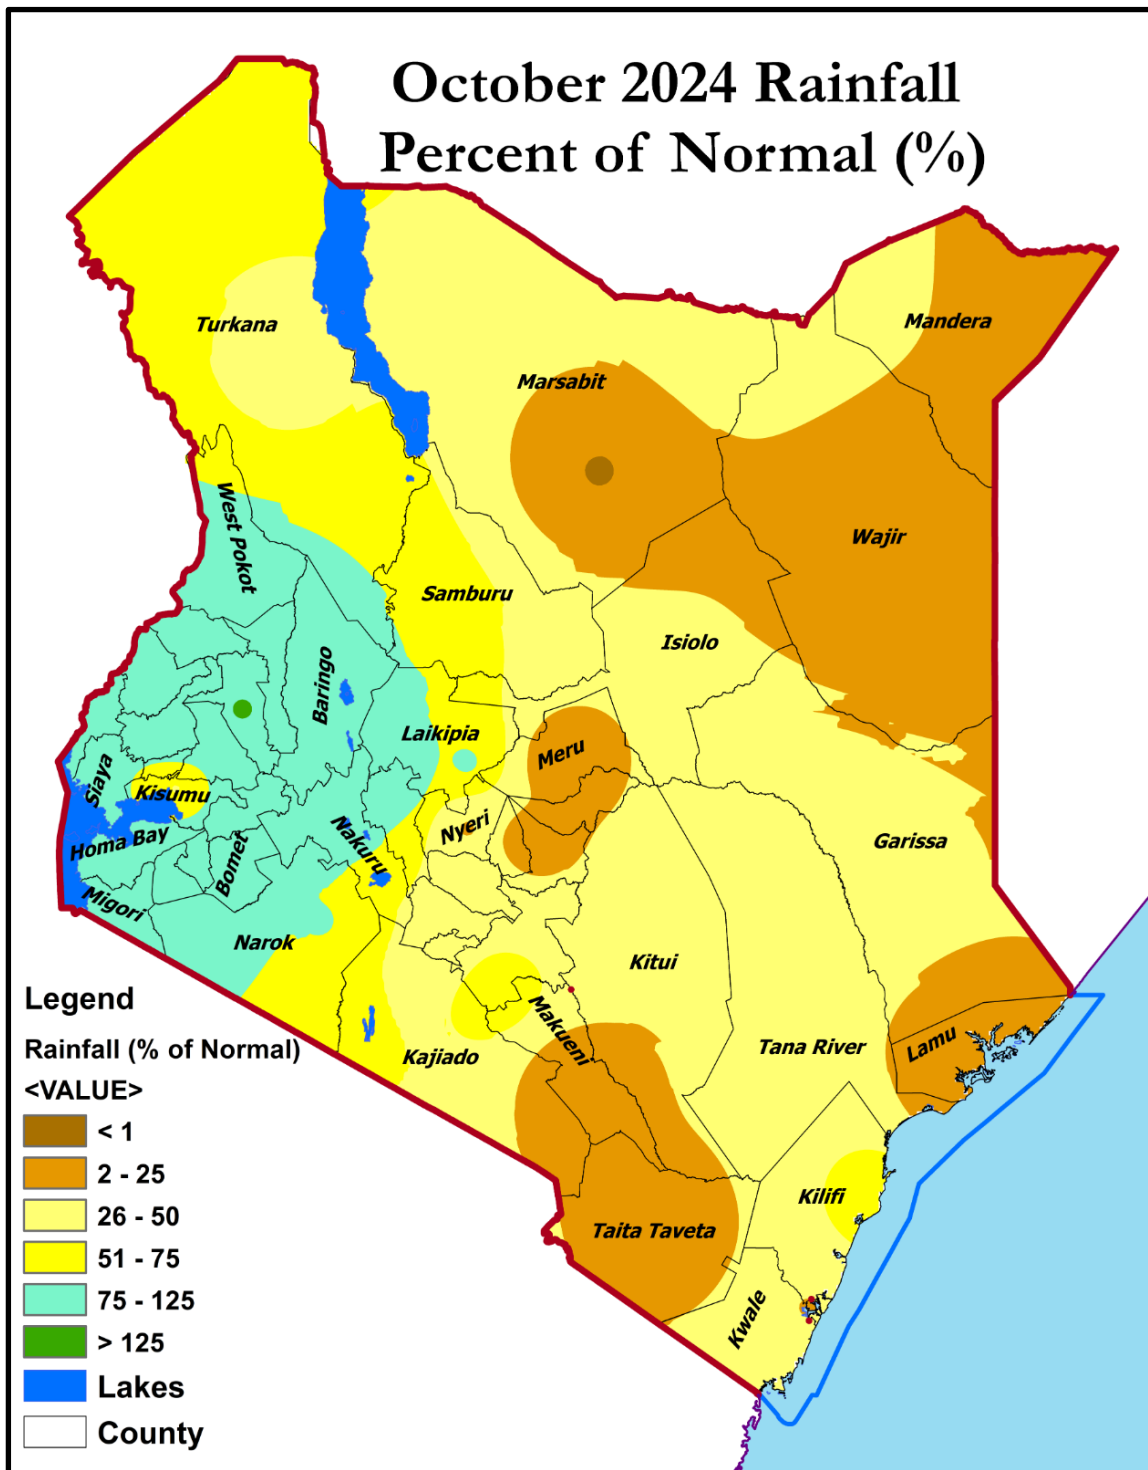 October 2024 Rainfall
Percent of Normal (%)
Turkana
Mandera
Marsabit
West Pokot
Wajir
Samburu
Isiolo
Baringo
Laikipia
Meru
Siaya
Kisumu
Nyeri
Homa Bay
Nakuru
Garissa
Bomet
Migori
Narok
Kitui
Makueni
Kajiado
Tana River
Lamu
Kilifi
Taita Taveta
Kwale
Legend
Rainfall (% of Normal)
<VALUE>
< 1
2 - 25
26 - 50
51 - 75
75 - 125
> 125
Lakes
County